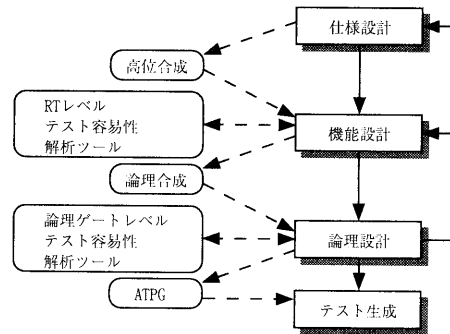 仕様設計
高位合成
RTレベル
テスト容易性
解析ツール
機能設計
論理合成
論理ゲートレベル
テスト容易性
解析ツール
論理設計
ATPG
テスト生成